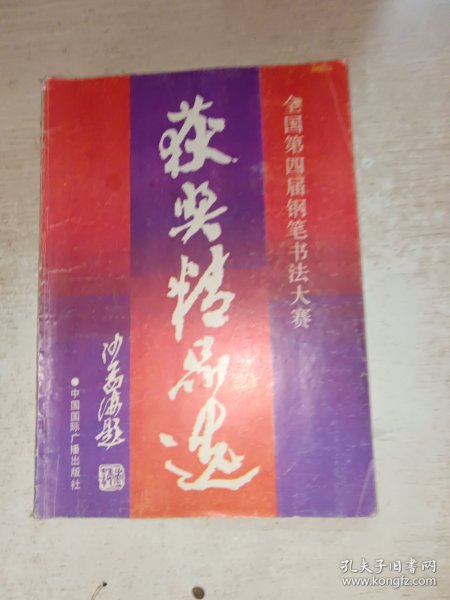 全国第四届钢笔书法大赛
获奖精品选
沙孟海题
●中国国际广播出版社
孔夫子旧书网
www.kongfz.com